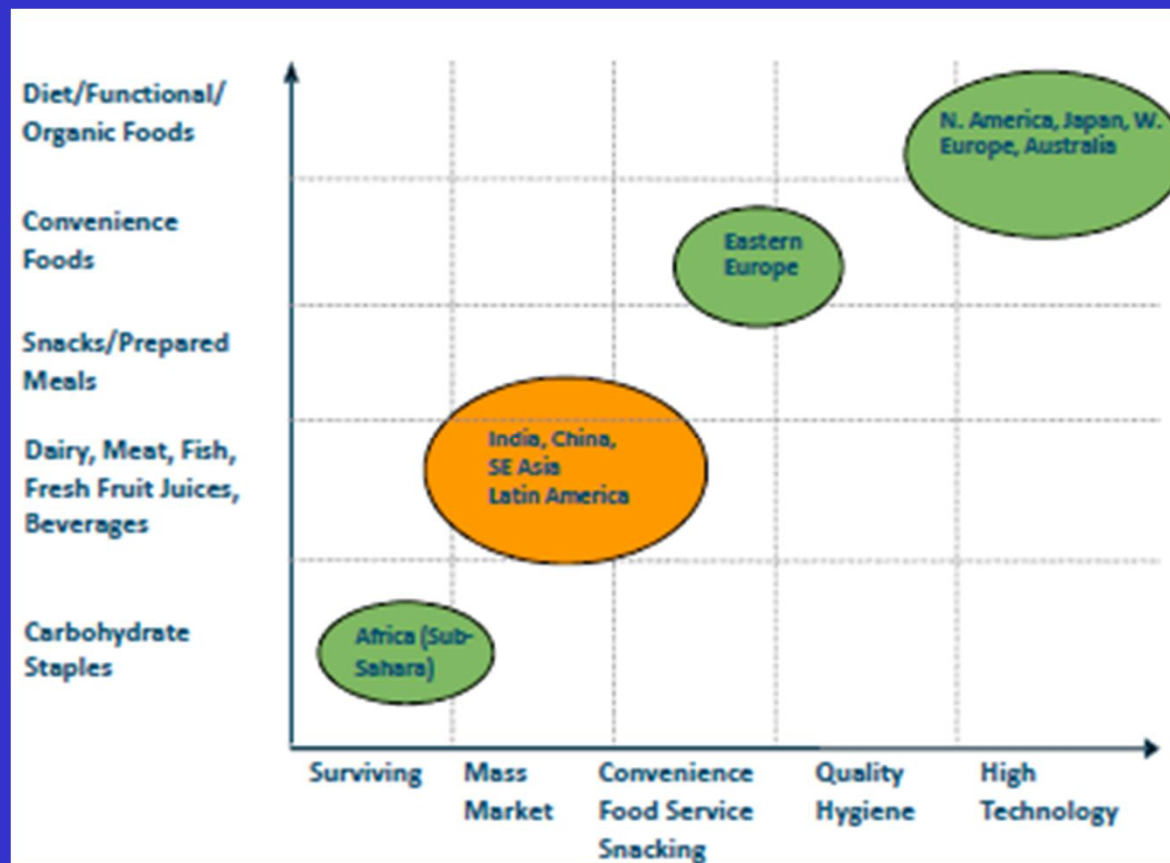 Diet/Functional/
Organic Foods
N. America, Japan, W.
Europe, Australia
Convenience
Foods
Eastern
Europe
Snacks/Prepared
Meals
Dairy, Meat, Fish,
Fresh Fruit Juices,
Beverages
India, China,
SE Asia
Latin America
Carbohydrate
Staples
Africa (Sub-
Sahara)
Surviving
Mass
Market
Convenience
Food Service
Snacking
Quality
Hygiene
High
Technology